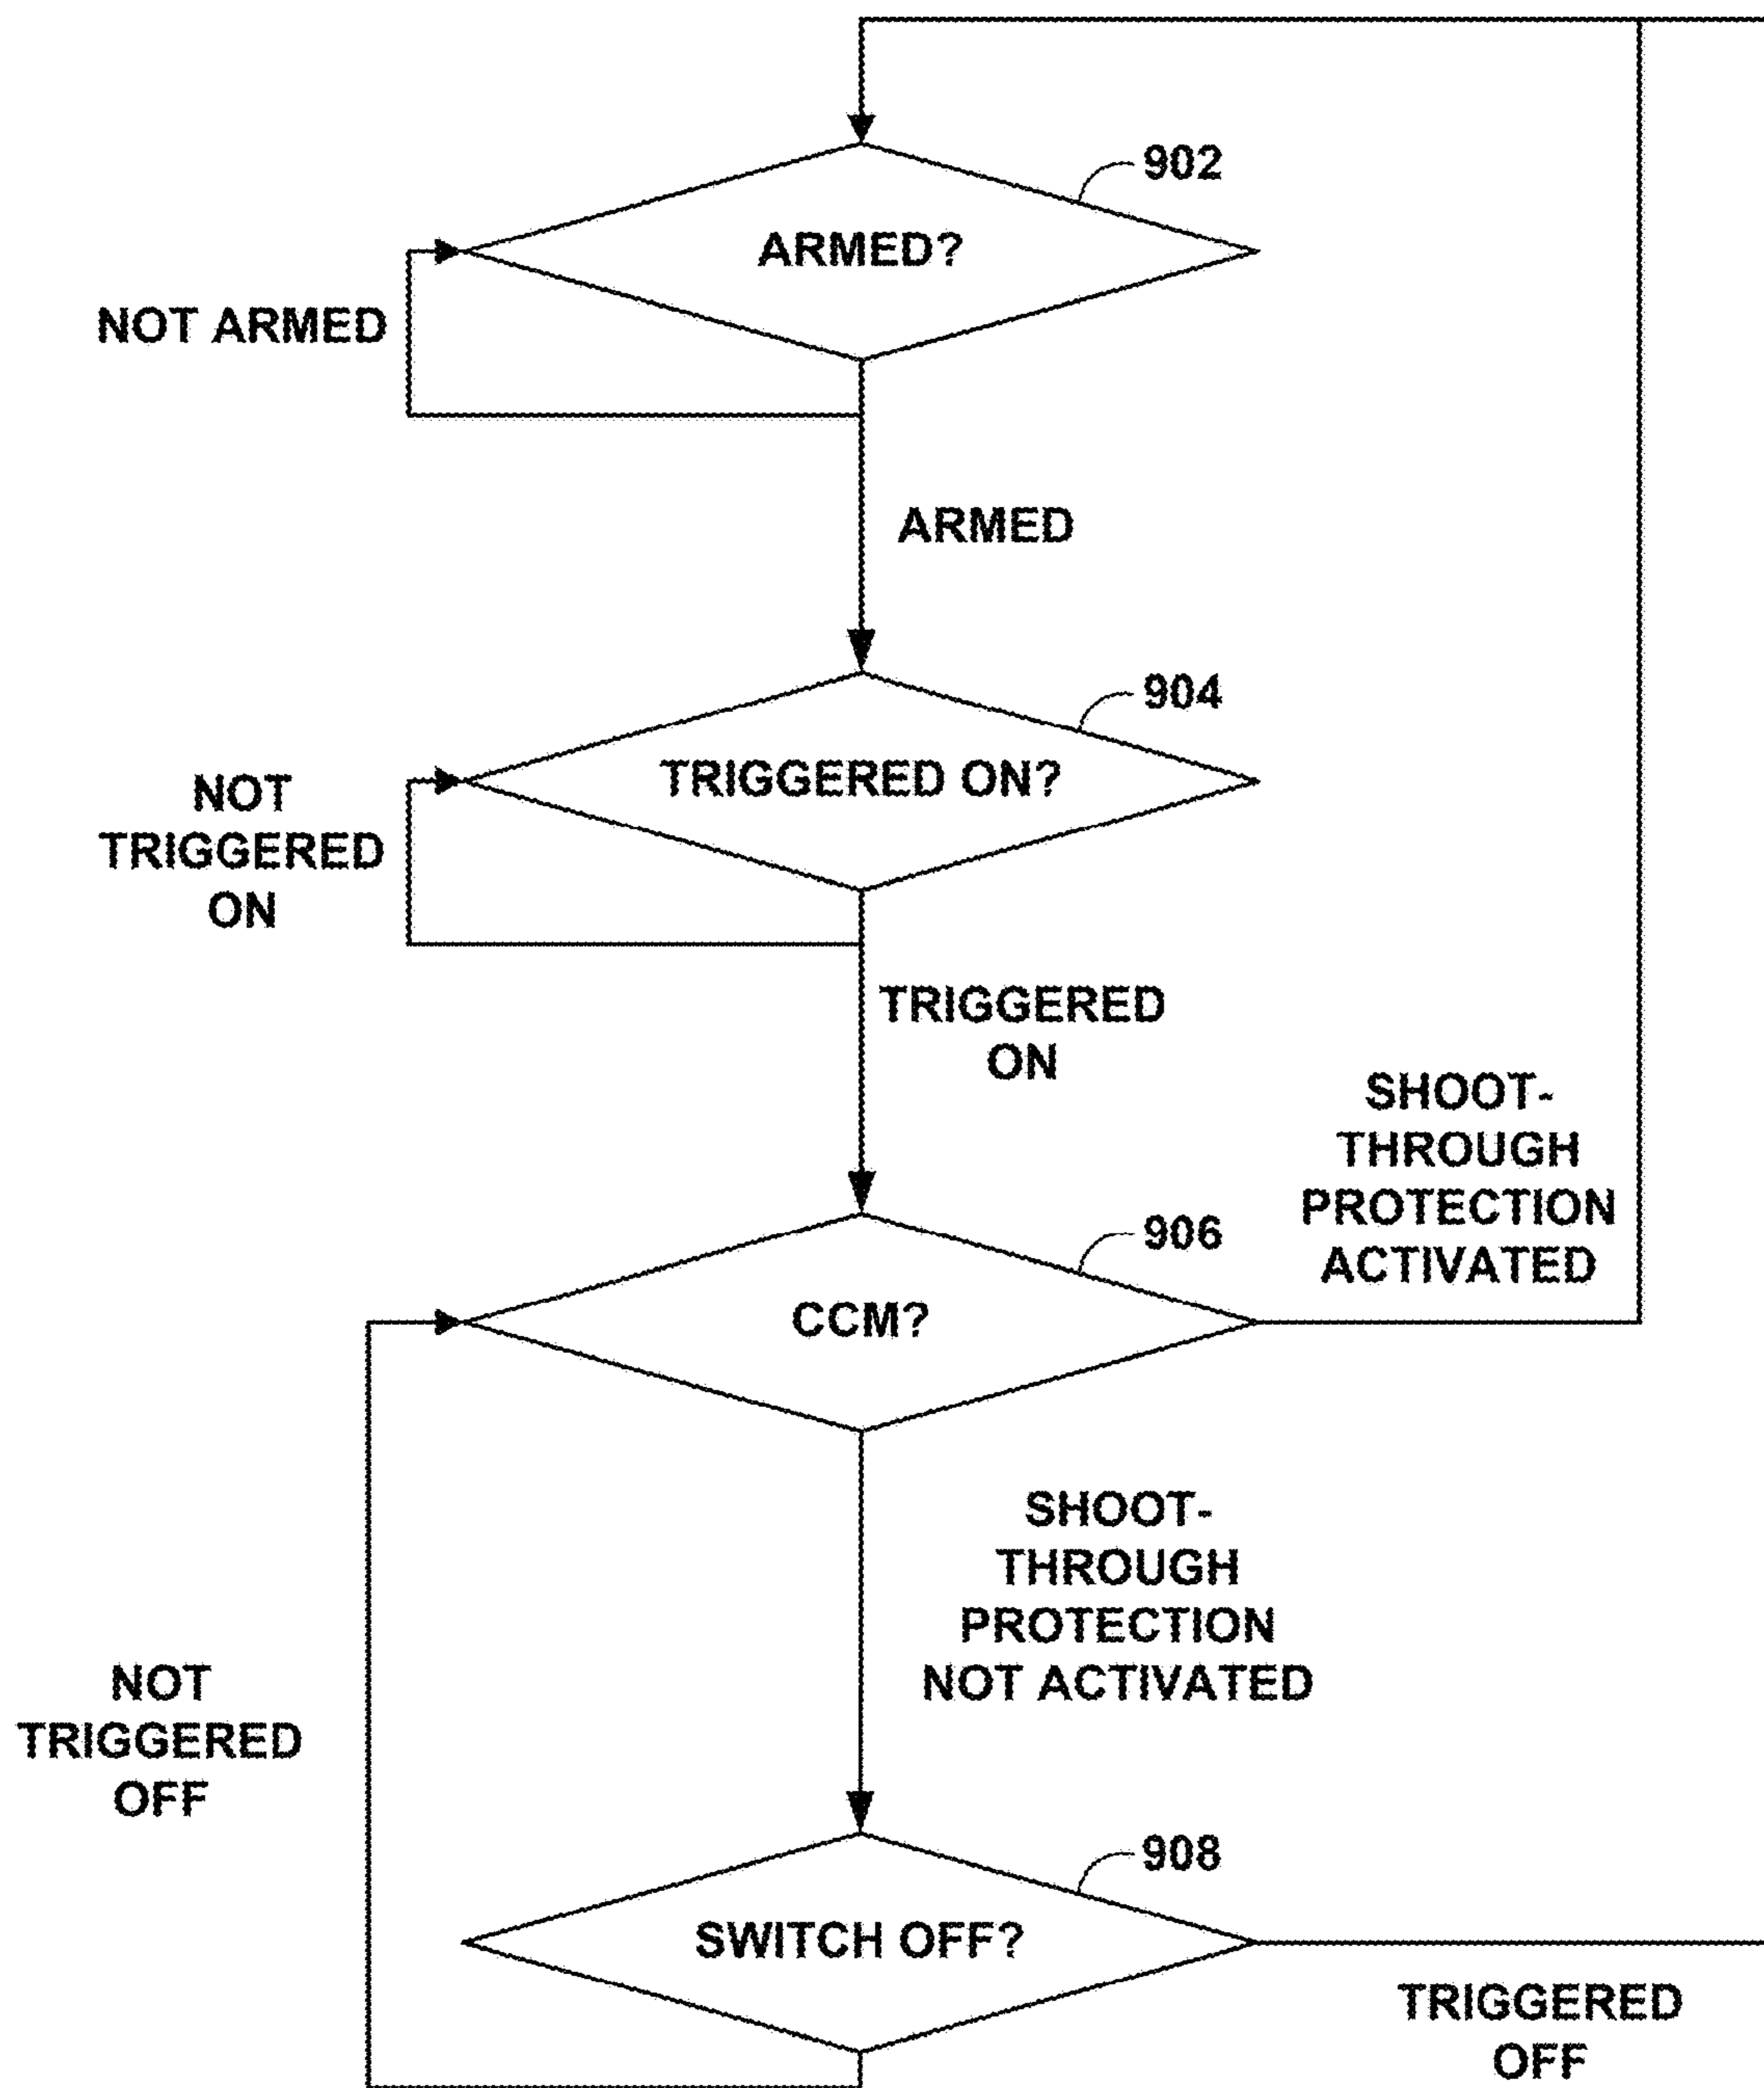 902
ARMED?
NOT ARMED
ARMED
904
TRIGGERED ON?
NOT
TRIGGERED
ON
TRIGGERED
ON
SHOOT-
THROUGH
PROTECTION
ACTIVATED
906
CCM?
SHOOT-
THROUGH
PROTECTION
NOT ACTIVATED
NOT
TRIGGERED
OFF
908
SWITCH OFF?
TRIGGERED
OFF